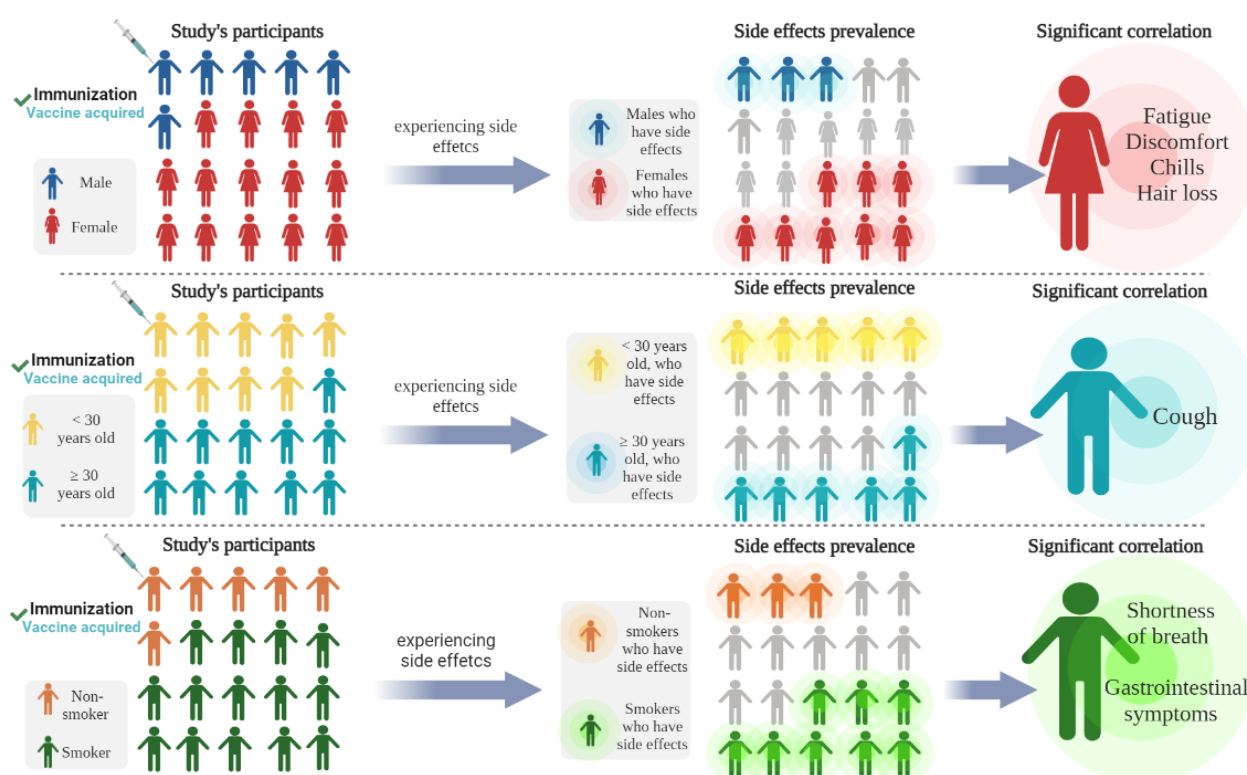 Study's participants
Side effects prevalence
Significant correlation
Immunization
Vaccine acquired
Male
Female
experiencing side
effetcs
Males who
have side
effects
Females
who have
side effects
Fatigue
Discomfort
Chills
Hair loss
Study's participants
Side effects prevalence
Significant correlation
Immunization
Vaccine acquired
< 30
years old
≥ 30
years old
experiencing side
effetcs
< 30 years
old, who
have side
effects
≥ 30 years
old, who
have side
effects
Cough
Study's participants
Side effects prevalence
Significant correlation
Immunization
Vaccine acquired
Non-
smoker
Smoker
experiencing
side effetcs
Non-
smokers
who have
side effects
Smokers
who have
side effects
Shortness
of breath
Gastrointestinal
symptoms